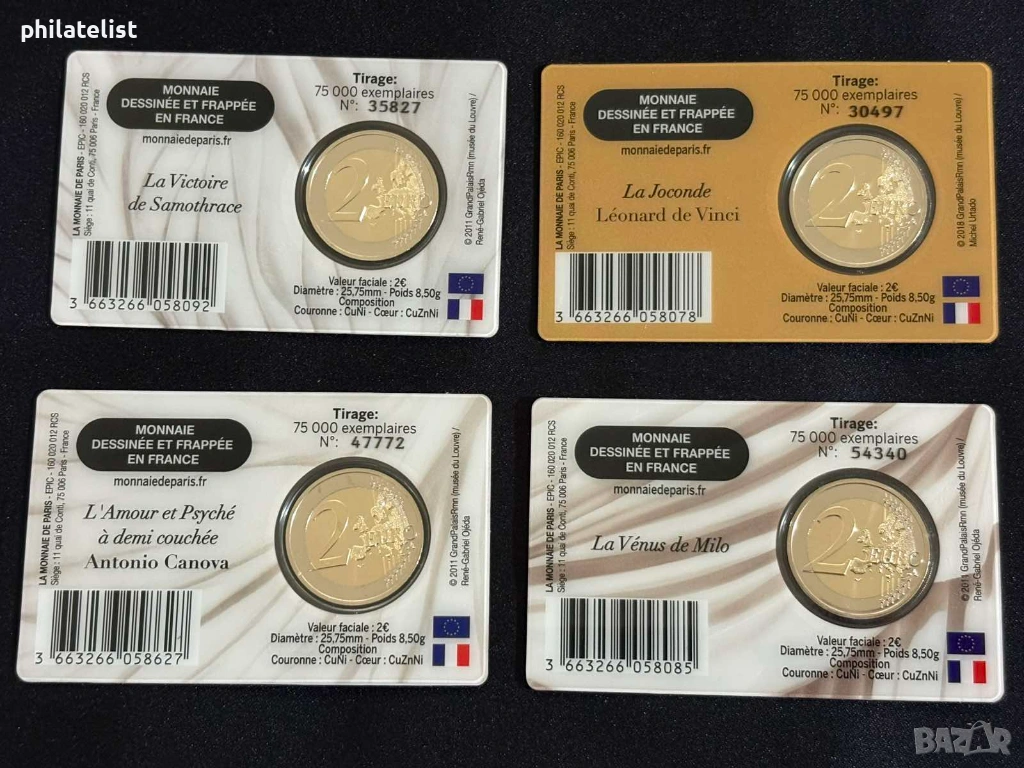 philatelist
LA MONNAIE DE PARIS - EPIC - 160 020 012 RCS
Siège : 11 quai de Conti, 75 006 Paris - France
MONNAIE
DESSINÉE ET FRAPPÉE
EN FRANCE
monnaiedeparis.fr
Tirage:
75 000 exemplaires
N°: 35827
La Victoire
de Samothrace
2 EURO
© 2011 GrandPalaisRmn (musée du Louvre) /
René-Gabriel Ojéda
3 663266 058092
Valeur faciale : 2€
Diamètre : 25,75mm - Poids 8,50g
Composition
Couronne : CuNi - Cœur : CuZnNi
LA MONNAIE DE PARIS - EPIC - 160 020 012 RCS
Siège : 11 quai de Conti, 75 006 Paris - France
MONNAIE
DESSINÉE ET FRAPPÉE
EN FRANCE
monnaiedeparis.fr
Tirage:
75 000 exemplaires
N°: 30497
La Joconde
Léonard de Vinci
2 EURO
© 2018 GrandPalaisRmn (musée du Louvre) /
Michel Urtado
3 663266 058078
Valeur faciale : 2€
Diamètre : 25,75mm - Poids 8,50g
Composition
Couronne : CuNi - Cœur : CuZnNi
LA MONNAIE DE PARIS - EPIC - 160 020 012 RCS
Siège : 11 quai de Conti, 75 006 Paris - France
MONNAIE
DESSINÉE ET FRAPPÉE
EN FRANCE
monnaiedeparis.fr
Tirage:
75 000 exemplaires
N°: 47772
L'Amour et Psyché
à demi couchée
Antonio Canova
2 EURO
© 2011 GrandPalaisRmn (musée du Louvre) /
René-Gabriel Ojéda
3 663266 058627
Valeur faciale : 2€
Diamètre : 25,75mm - Poids 8,50g
Composition
Couronne : CuNi - Cœur : CuZnNi
LA MONNAIE DE PARIS - EPIC - 160 020 012 RCS
Siège : 11 quai de Conti, 75 006 Paris - France
MONNAIE
DESSINÉE ET FRAPPÉE
EN FRANCE
monnaiedeparis.fr
Tirage:
75 000 exemplaires
N°: 54340
La Vénus de Milo
2 EURO
© 2011 GrandPalaisRmn (musée du Louvre) /
René-Gabriel Ojéda
3 663266 058085
Valeur faciale : 2€
Diamètre : 25,75mm - Poids 8,50g
Composition
Couronne : CuNi - Cœur : CuZnNi
BAZAR